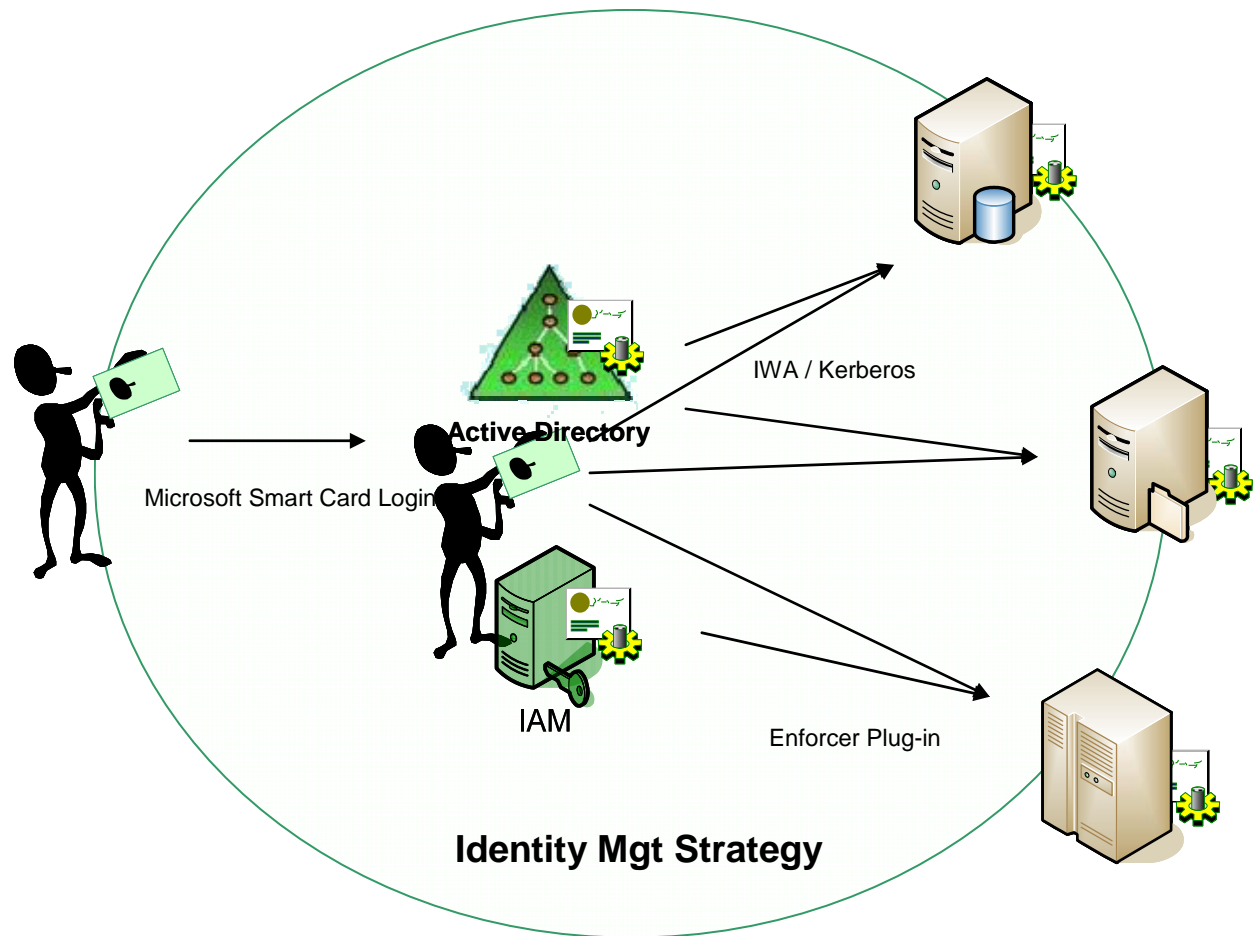 IWA / Kerberos
Active Directory
Microsoft Smart Card Login
IAM
Enforcer Plug-in
Identity Mgt Strategy